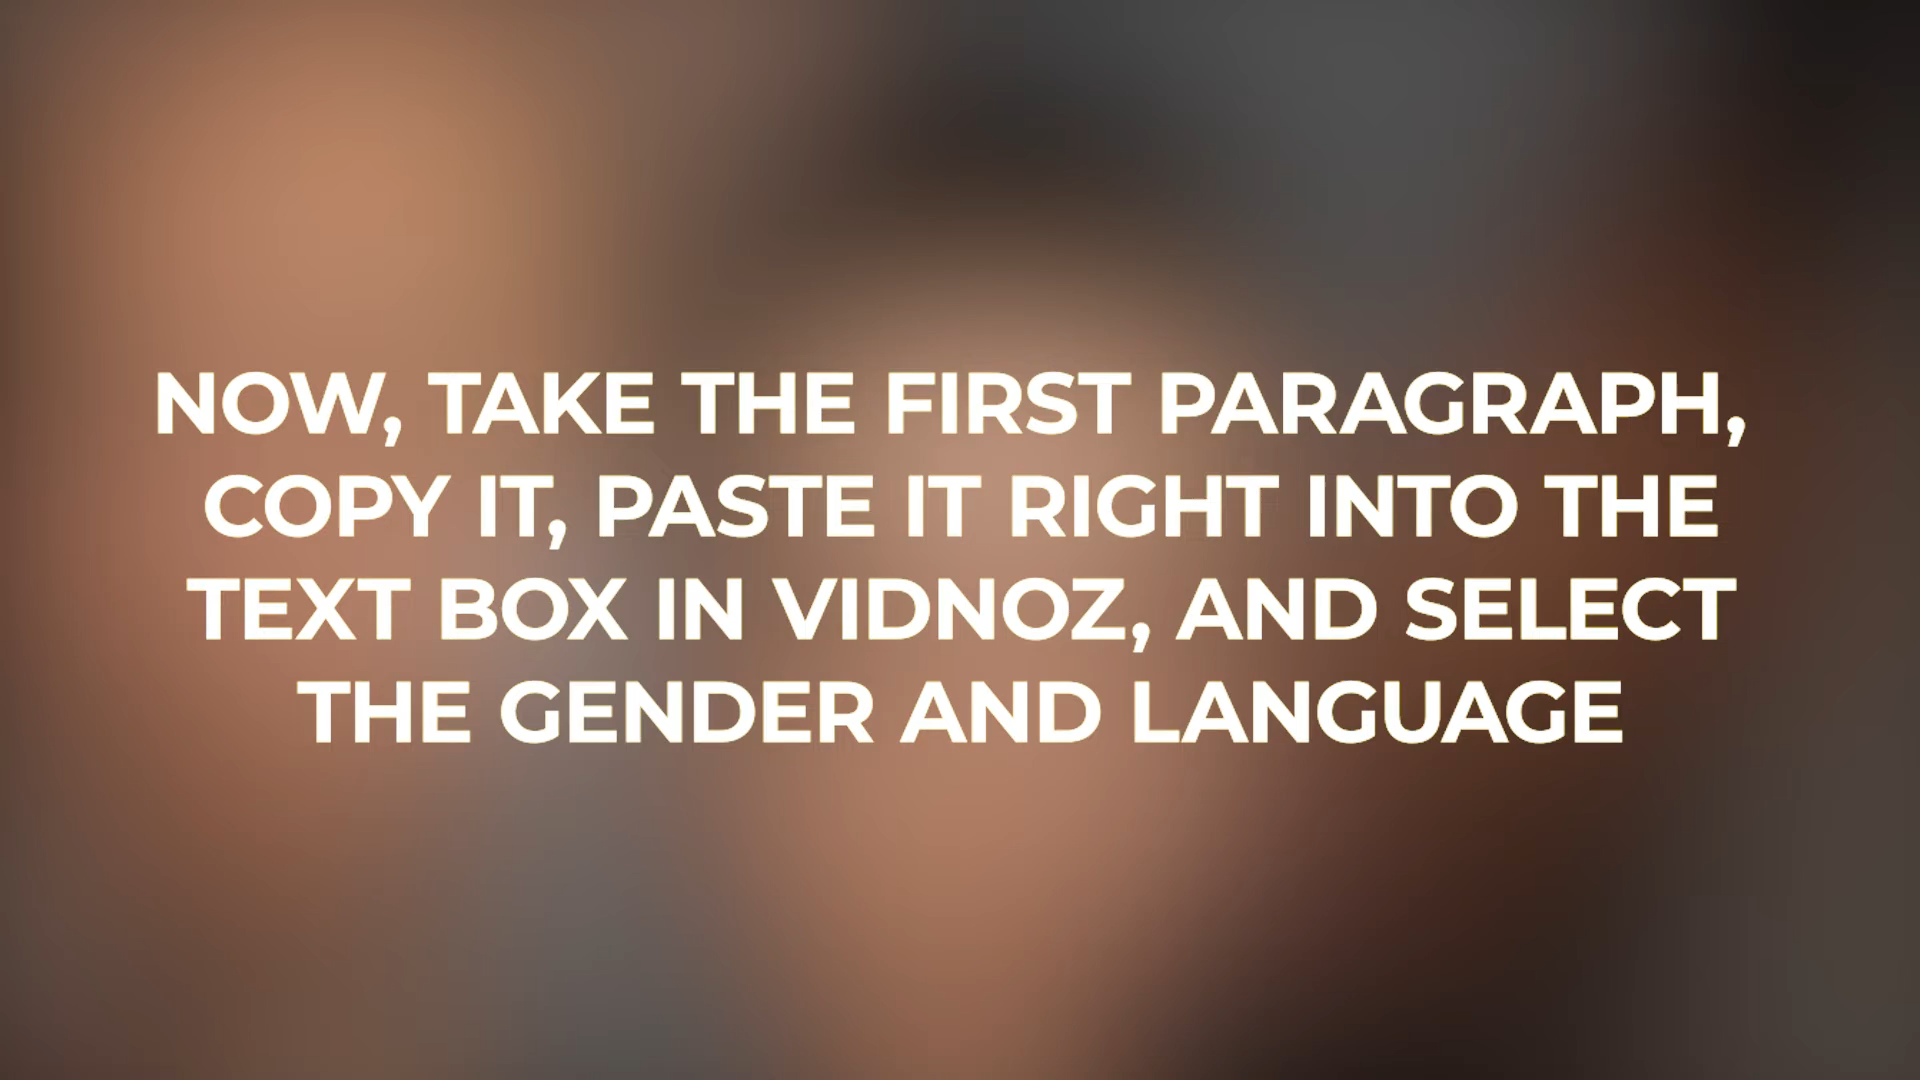 NOW, TAKE THE FIRST PARAGRAPH,
COPY IT, PASTE IT RIGHT INTO THE
TEXT BOX IN VIDNOZ, AND SELECT
THE GENDER AND LANGUAGE